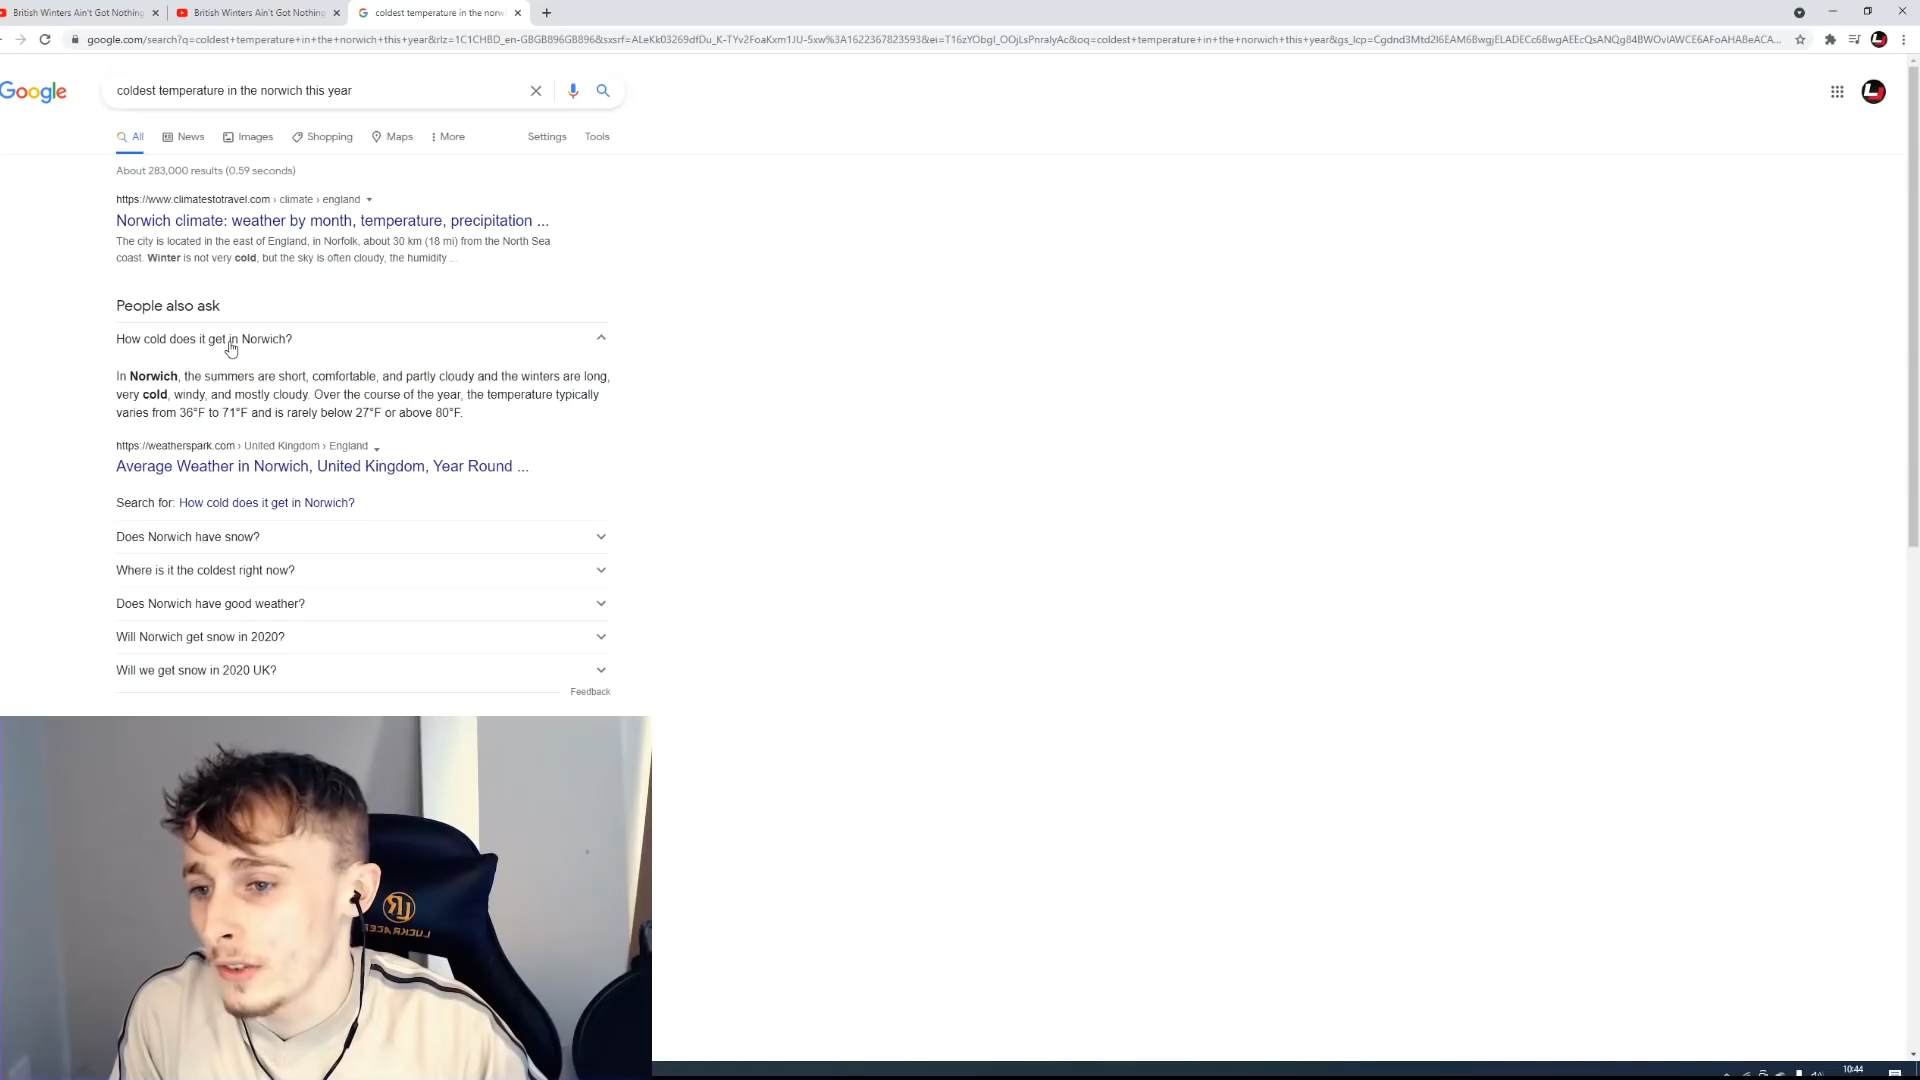 British Winters Ain't Got Nothing
British Winters Ain't Got Nothing
coldest temperature in the norw
Google
coldest temperature in the norwich this year
All
News
Images
Shopping
Maps
More
Settings
Tools
About 283,000 results (0.59 seconds)
https://www.climatestotravel.com › climate › england
Norwich climate: weather by month, temperature, precipitation ...
The city is located in the east of England, in Norfolk, about 30 km (18 mi) from the North Sea
coast. Winter is not very cold, but the sky is often cloudy, the humidity ...
People also ask
How cold does it get in Norwich?
In Norwich, the summers are short, comfortable, and partly cloudy and the winters are long,
very cold, windy, and mostly cloudy. Over the course of the year, the temperature typically
varies from 36°F to 71°F and is rarely below 27°F or above 80°F.
https://weatherspark.com › United Kingdom › England
Average Weather in Norwich, United Kingdom, Year Round ...
Search for: How cold does it get in Norwich?
Does Norwich have snow?
Where is it the coldest right now?
Does Norwich have good weather?
Will Norwich get snow in 2020?
Will we get snow in 2020 UK?
Feedback
10:44